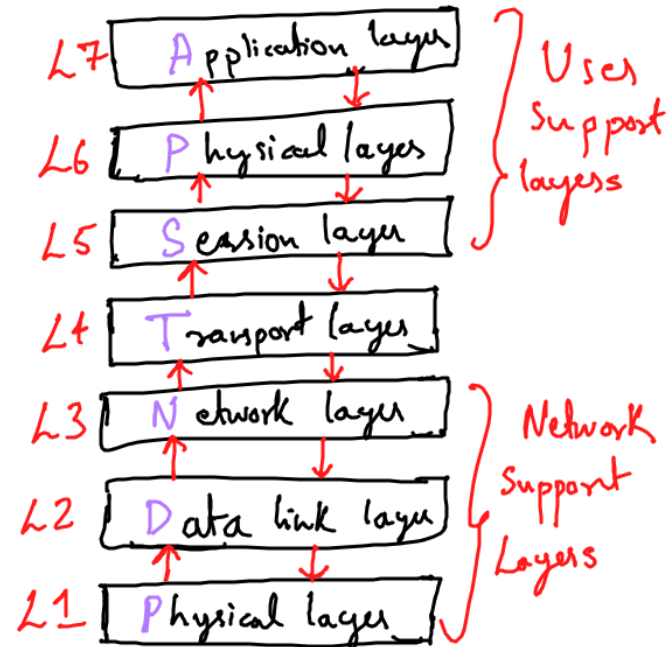 L7 Application layer
L6 Physical layer
L5 Session layer
L4 Transport layer
L3 Network layer
L2 Data link layer
L1 Physical layer
User
Support
layers
Network
Support
Layers